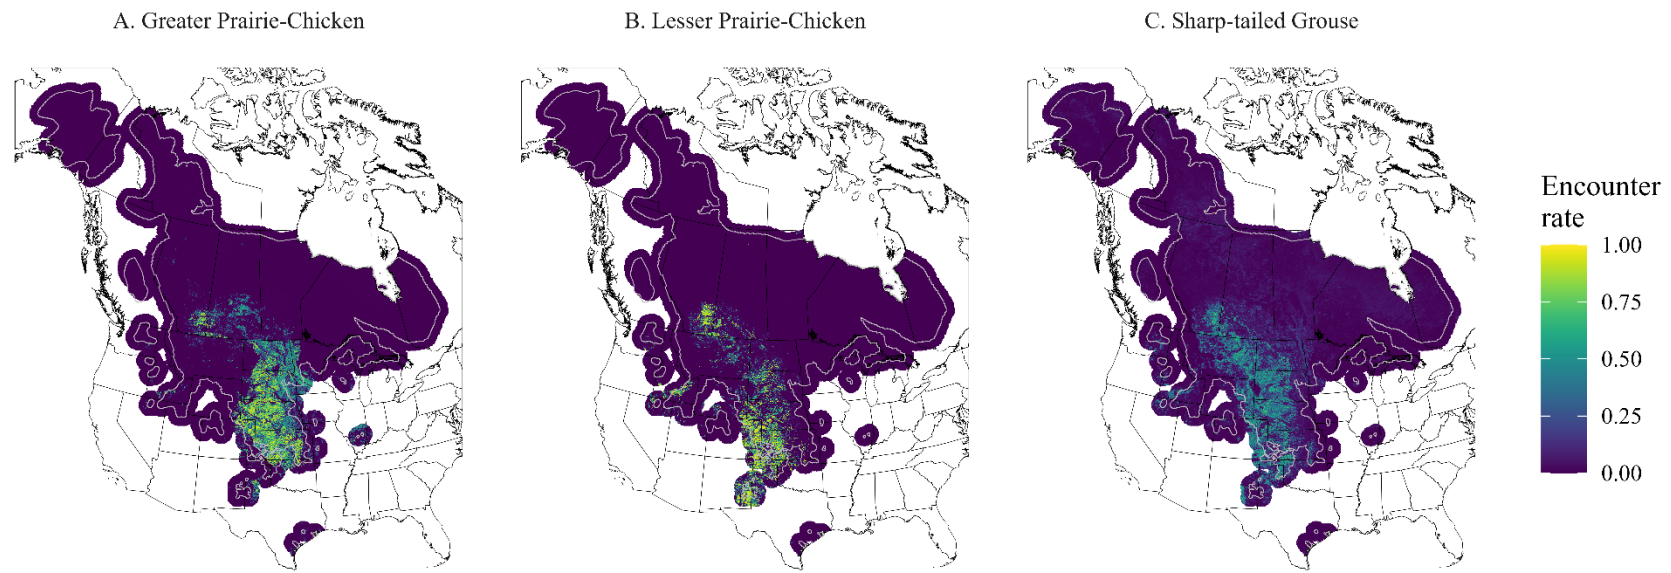 A. Greater Prairie-Chicken
B. Lesser Prairie-Chicken
C. Sharp-tailed Grouse
Encounter
rate
1.00
0.75
0.50
0.25
0.00